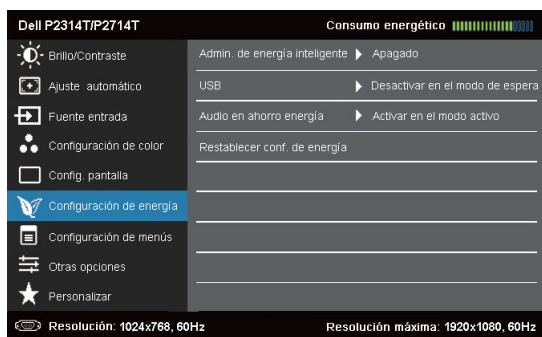 Dell P2314T/P2714T Consumo energético
Brillo/Contraste
Ajuste automático
Fuente entrada
Configuración de color
Config. pantalla
Configuración de energía
Configuración de menús
Otras opciones
Personalizar
Admin. de energía inteligente Apagado
USB Desactivar en el modo de espera
Audio en ahorro energía Activar en el modo activo
Restablecer conf. de energía
Resolución: 1024x768, 60Hz Resolución máxima: 1920x1080, 60Hz